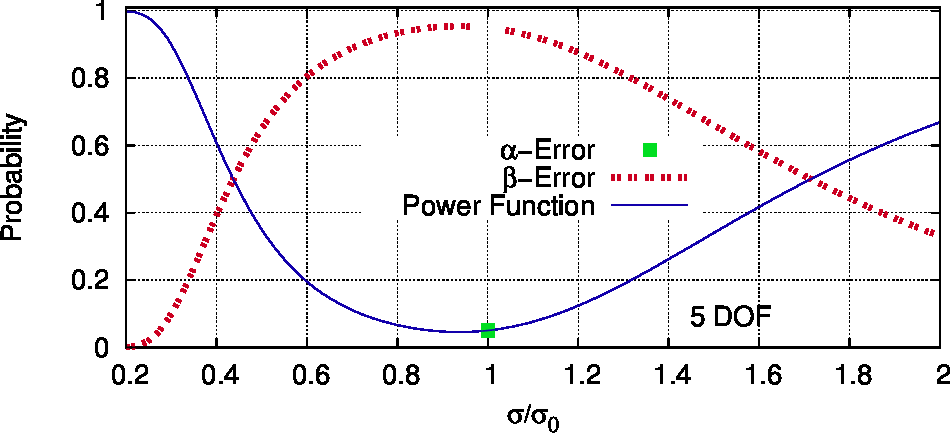 1
0.8
0.6
0.4
0.2
0
Probability
α−Error
β−Error
Power Function
5 DOF
0.2 0.4 0.6 0.8 1 1.2 1.4 1.6 1.8 2
σ/σ₀